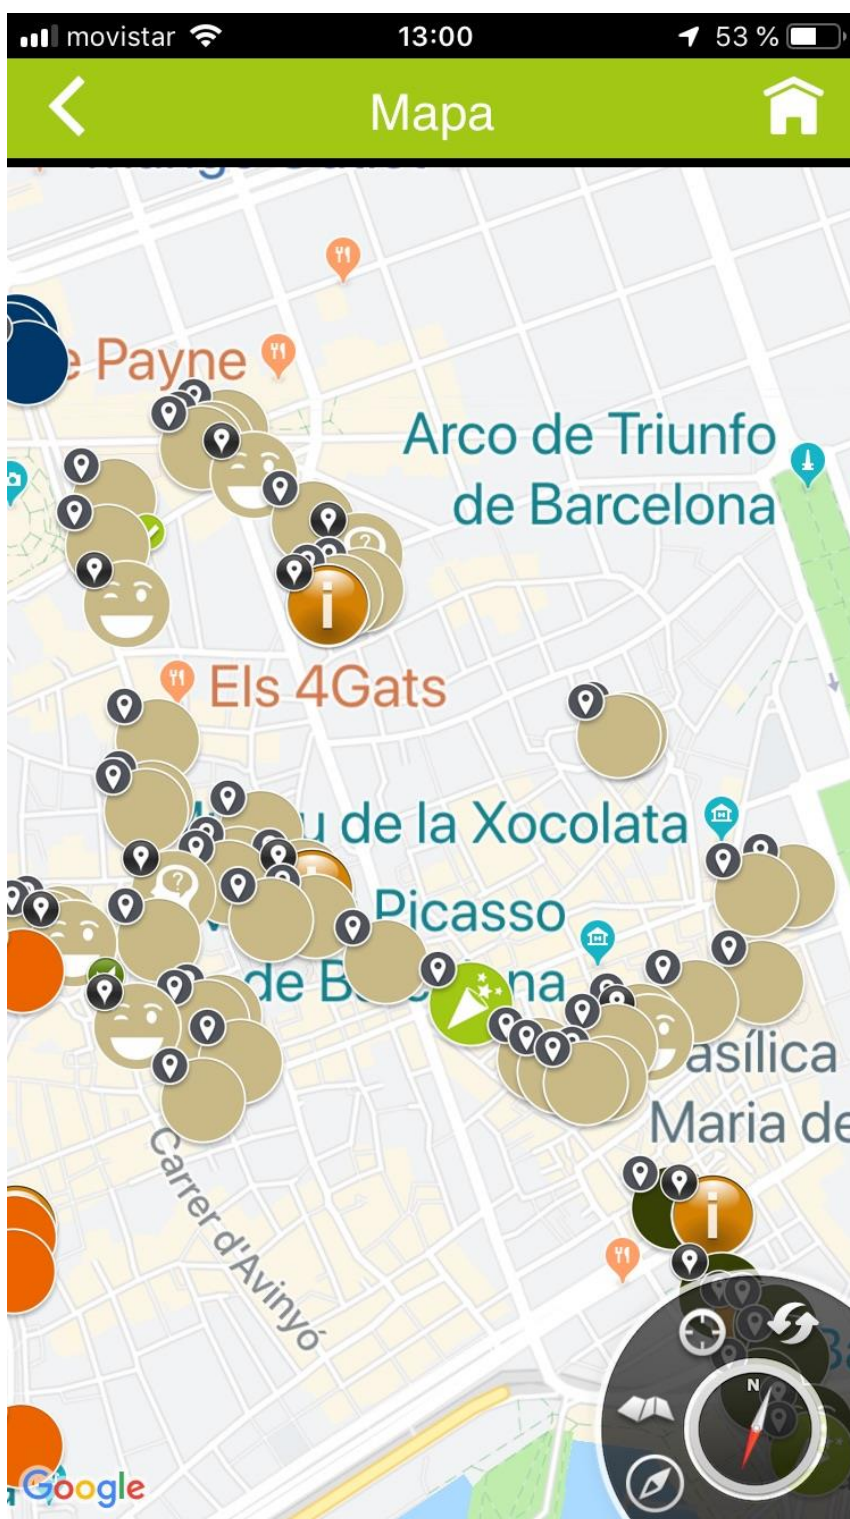 movistar 13:00 53 %
Mapa
Payne
Arco de Triunfo
de Barcelona
Els 4Gats
de la Xocolata
Picasso
de
asílica
Maria de
Carrer d'Avinyó
i
i
N
Google